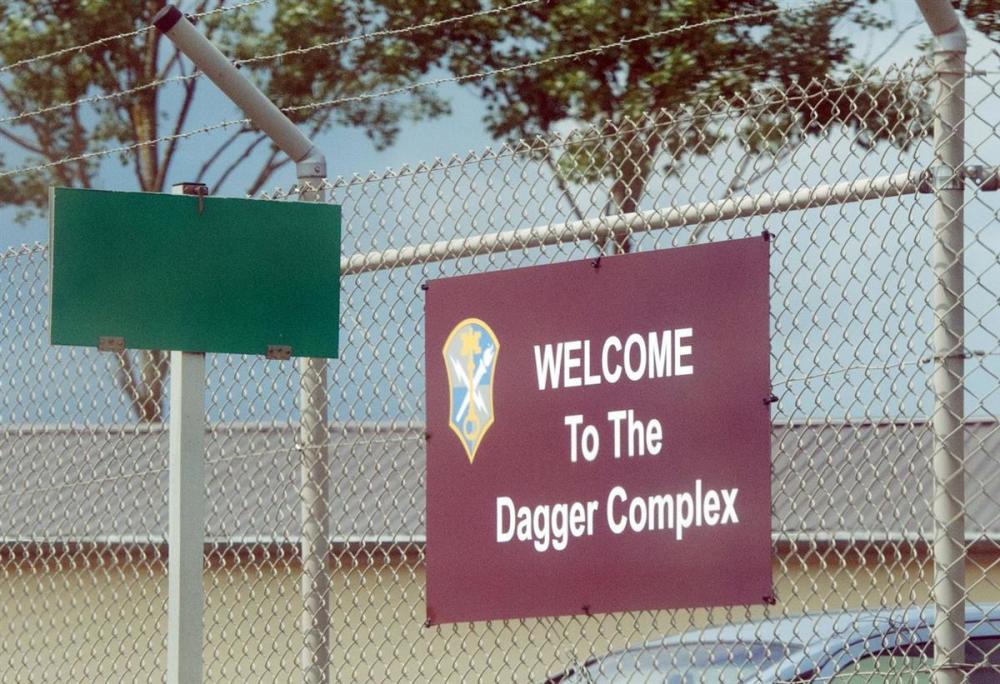 WELCOME
To The
Dagger Complex